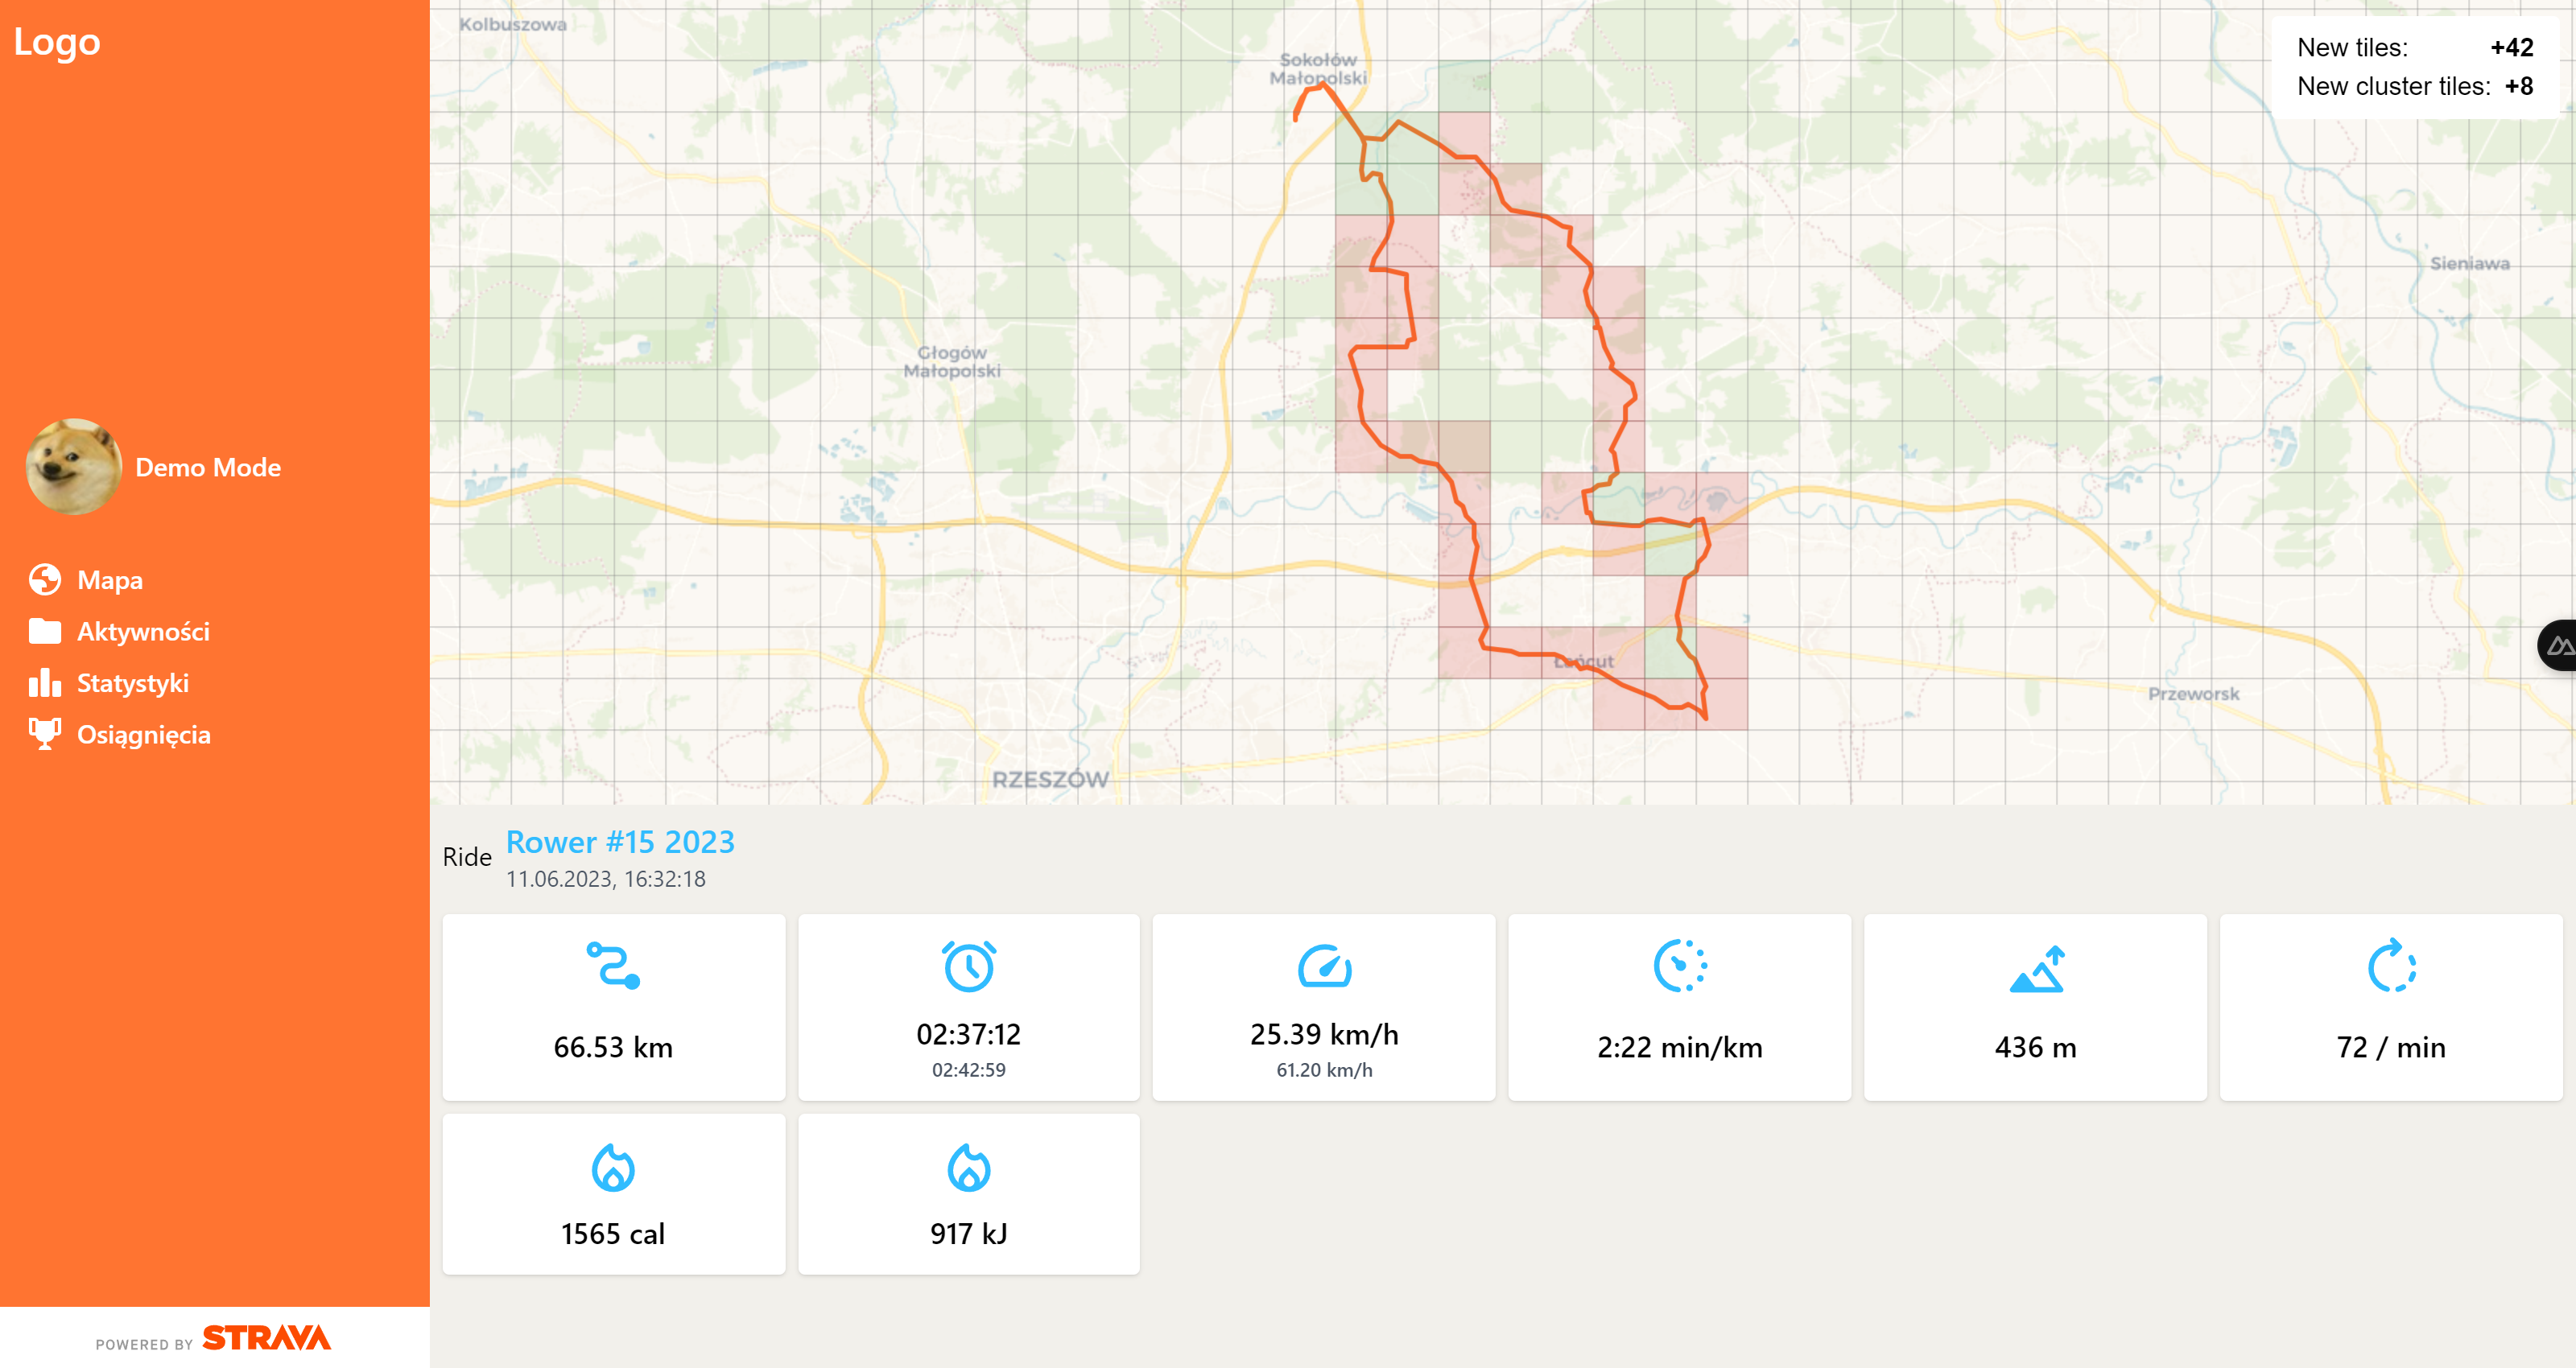 Logo
Demo Mode
Mapa
Aktywności
Statystyki
Osiągnięcia
POWERED BY STRAVA
Kolbuszowa
Sokołów
Małopolski
Głogów
Małopolski
Sieniawa
Łańcut
Przeworsk
RZESZÓW
New tiles: +42
New cluster tiles: +8
Ride
Rower #15 2023
11.06.2023, 16:32:18
66.53 km
02:37:12
02:42:59
25.39 km/h
61.20 km/h
2:22 min/km
436 m
72 / min
1565 cal
917 kJ